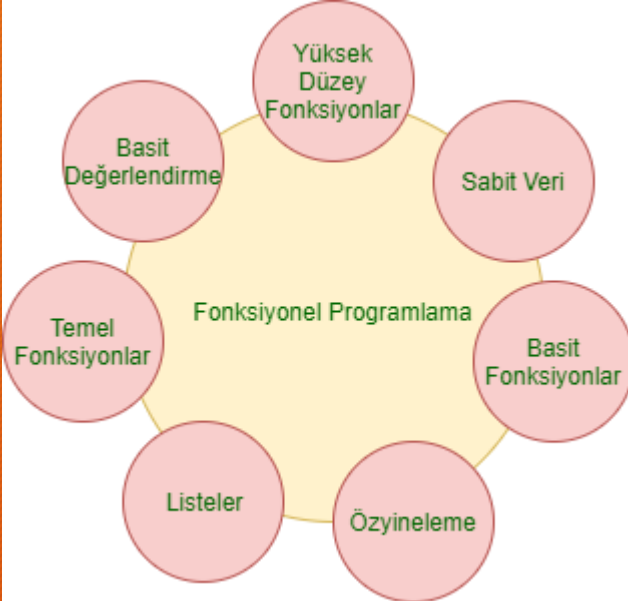 Yüksek
Düzey
Fonksiyonlar
Basit
Değerlendirme
Sabit Veri
Fonksiyonel Programlama
Temel
Fonksiyonlar
Basit
Fonksiyonlar
Listeler
Özyineleme